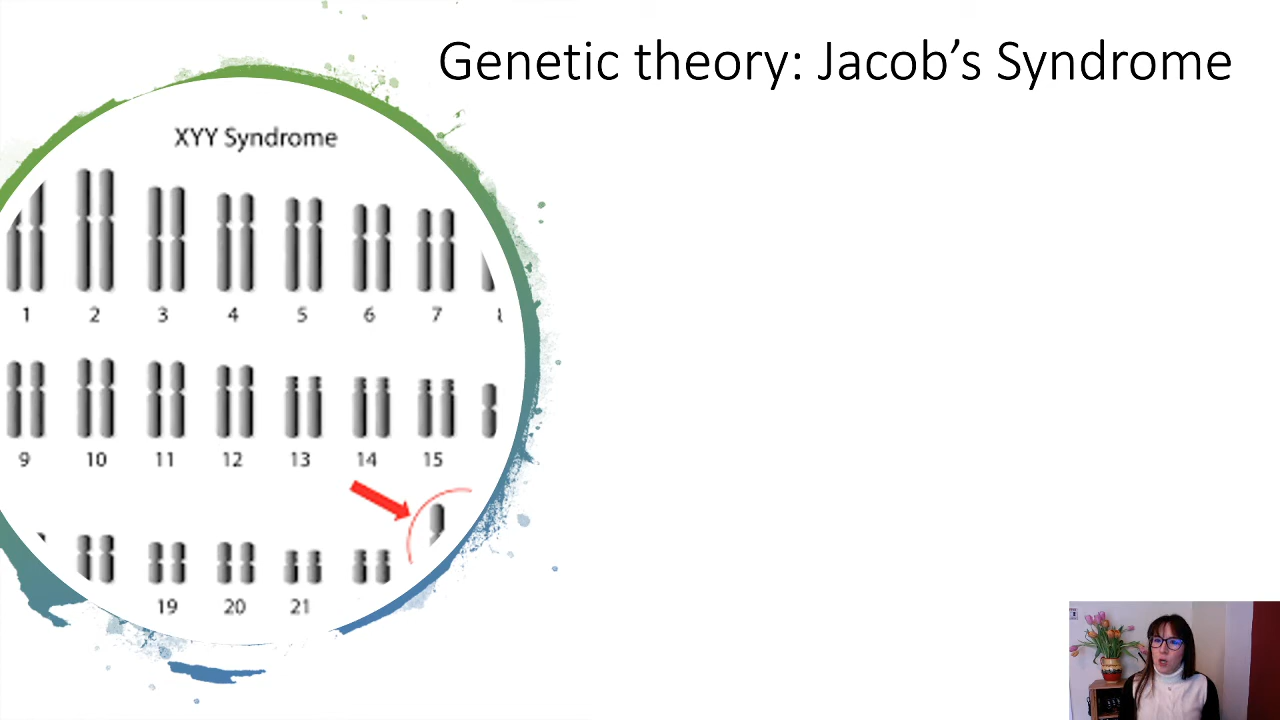 Genetic theory: Jacob’s Syndrome
XYY Syndrome
1 2 3 4 5 6 7
9 10 11 12 13 14 15
19 20 21